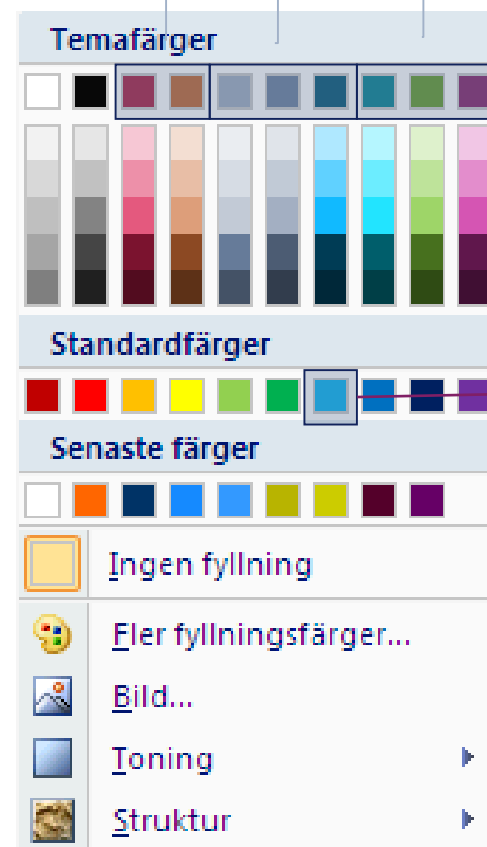 Temafärger
Standardfärger
Senaste färger
Ingen fyllning
Fler fyllningsfärger...
Bild...
Toning
Struktur